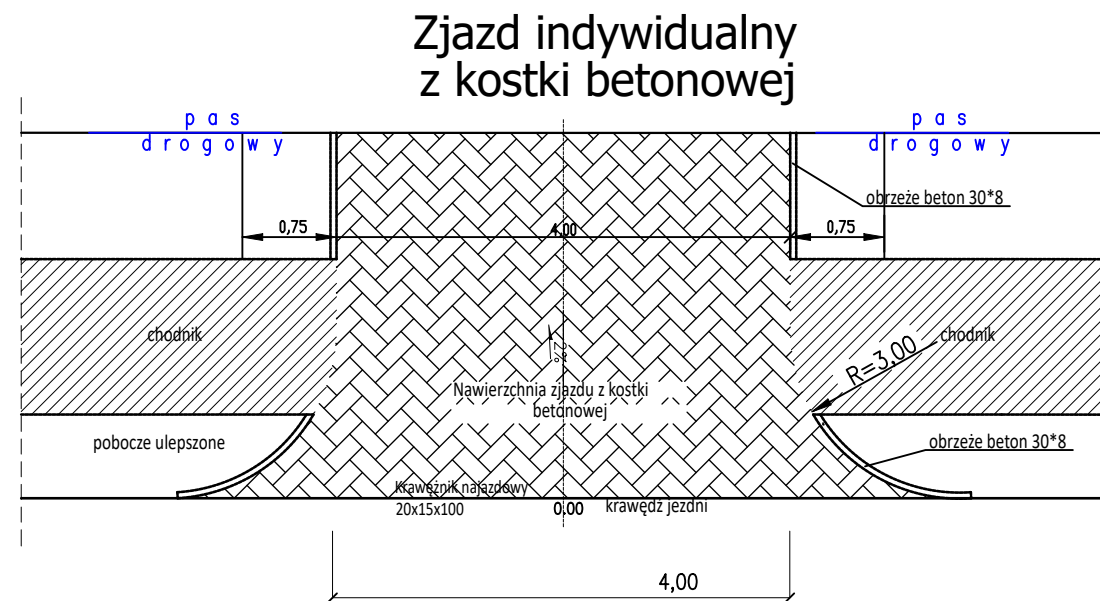 Zjazd indywidualny
z kostki betonowej
pas
drogowy
pas
drogowy
obrzeże beton 30*8
0,75
4,00
0,75
chodnik
2%
chodnik
R=3,00
Nawierzchnia zjazdu z kostki
betonowej
pobocze ulepszone
obrzeże beton 30*8
Krawężnik najazdowy
20x15x100
0.00
krawędź jezdni
4,00